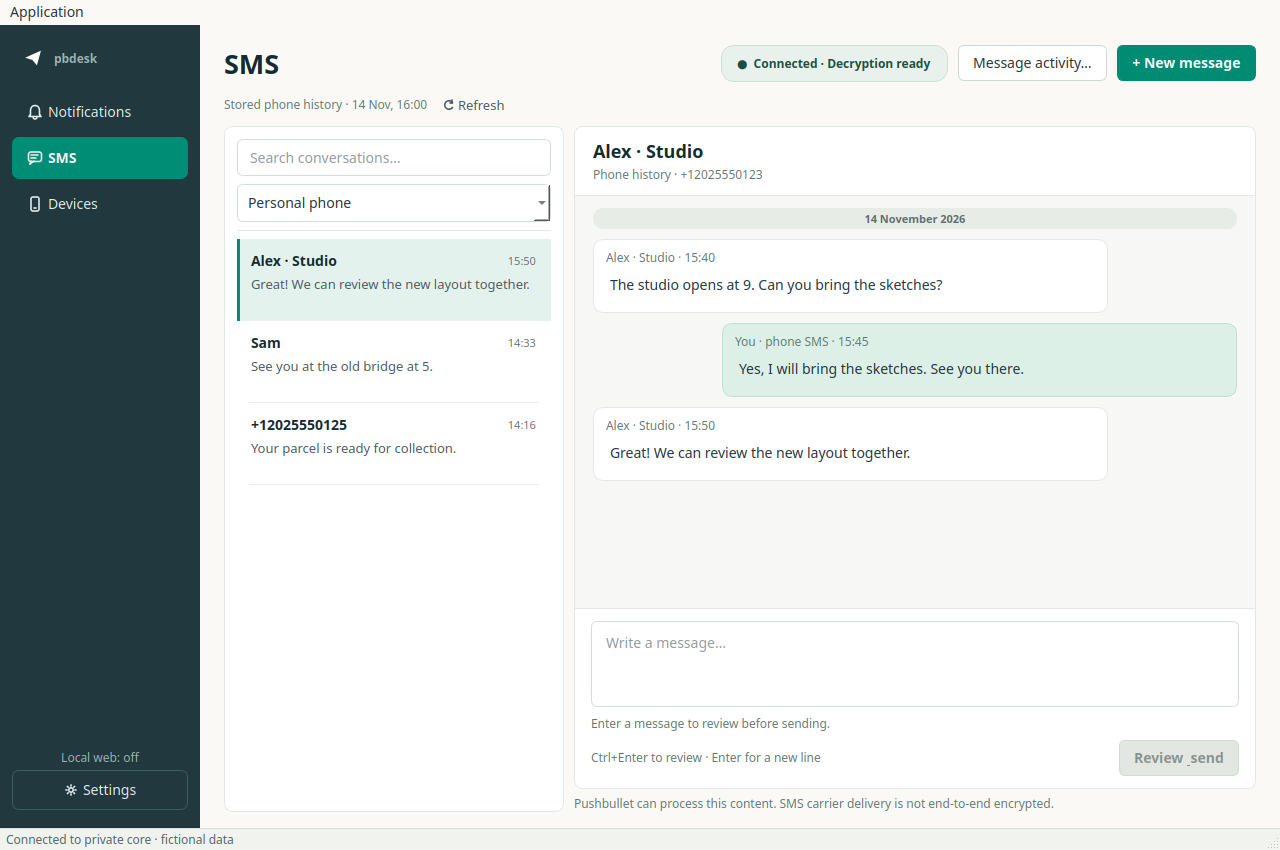 Application
pbdesk
Notifications
SMS
Devices
Local web: off
Settings
SMS
Connected · Decryption ready
Message activity...
+ New message
Stored phone history · 14 Nov, 16:00
Refresh
Search conversations...
Personal phone
Alex · Studio 15:50
Great! We can review the new layout together.
Sam 14:33
See you at the old bridge at 5.
+12025550125 14:16
Your parcel is ready for collection.
Alex · Studio
Phone history · +12025550123
14 November 2026
Alex · Studio · 15:40
The studio opens at 9. Can you bring the sketches?
You · phone SMS · 15:45
Yes, I will bring the sketches. See you there.
Alex · Studio · 15:50
Great! We can review the new layout together.
Write a message...
Enter a message to review before sending.
Ctrl+Enter to review · Enter for a new line
Review _send
Pushbullet can process this content. SMS carrier delivery is not end-to-end encrypted.
Connected to private core · fictional data